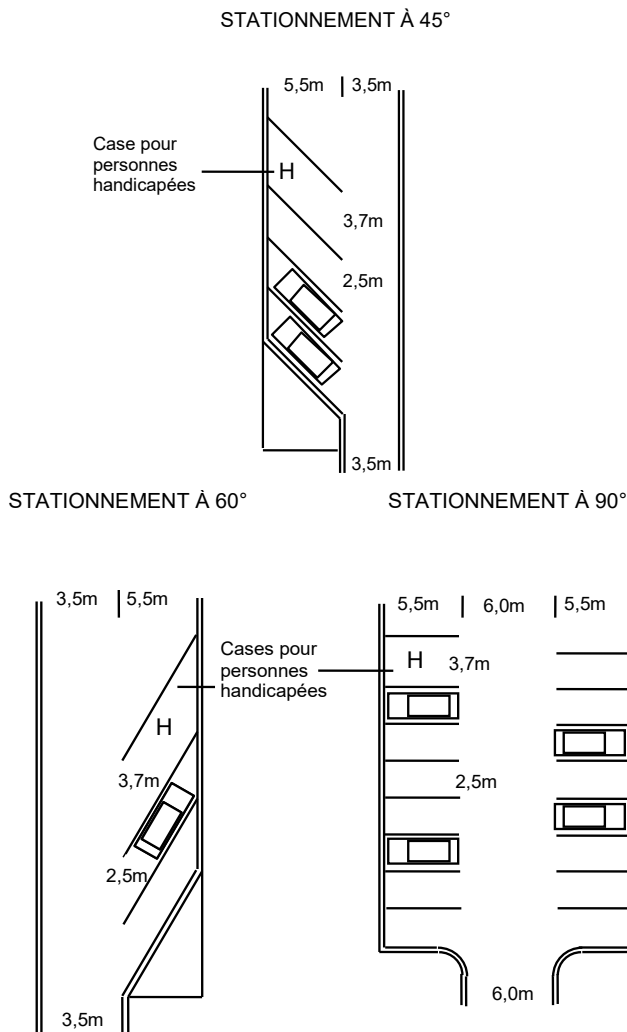 STATIONNEMENT À 45°
5,5m 3,5m
Case pour
personnes
handicapées
H
3,7m
2,5m
3,5m
STATIONNEMENT À 60°
3,5m 5,5m
Cases pour
personnes
handicapées
H
3,7m
2,5m
3,5m
STATIONNEMENT À 90°
5,5m 6,0m 5,5m
H 3,7m
2,5m
6,0m